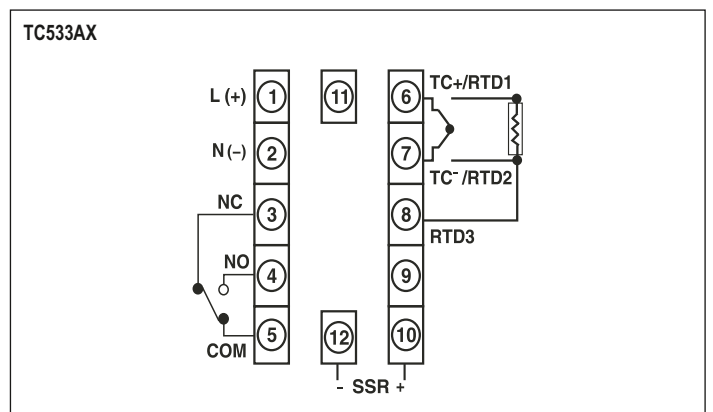 TC533AX
L (+) 1 11 6 TC+/RTD1
N (–) 2 7
TC⁻ /RTD2
NC 3 8
RTD3
NO 4 9
5 12 10
COM
- SSR +